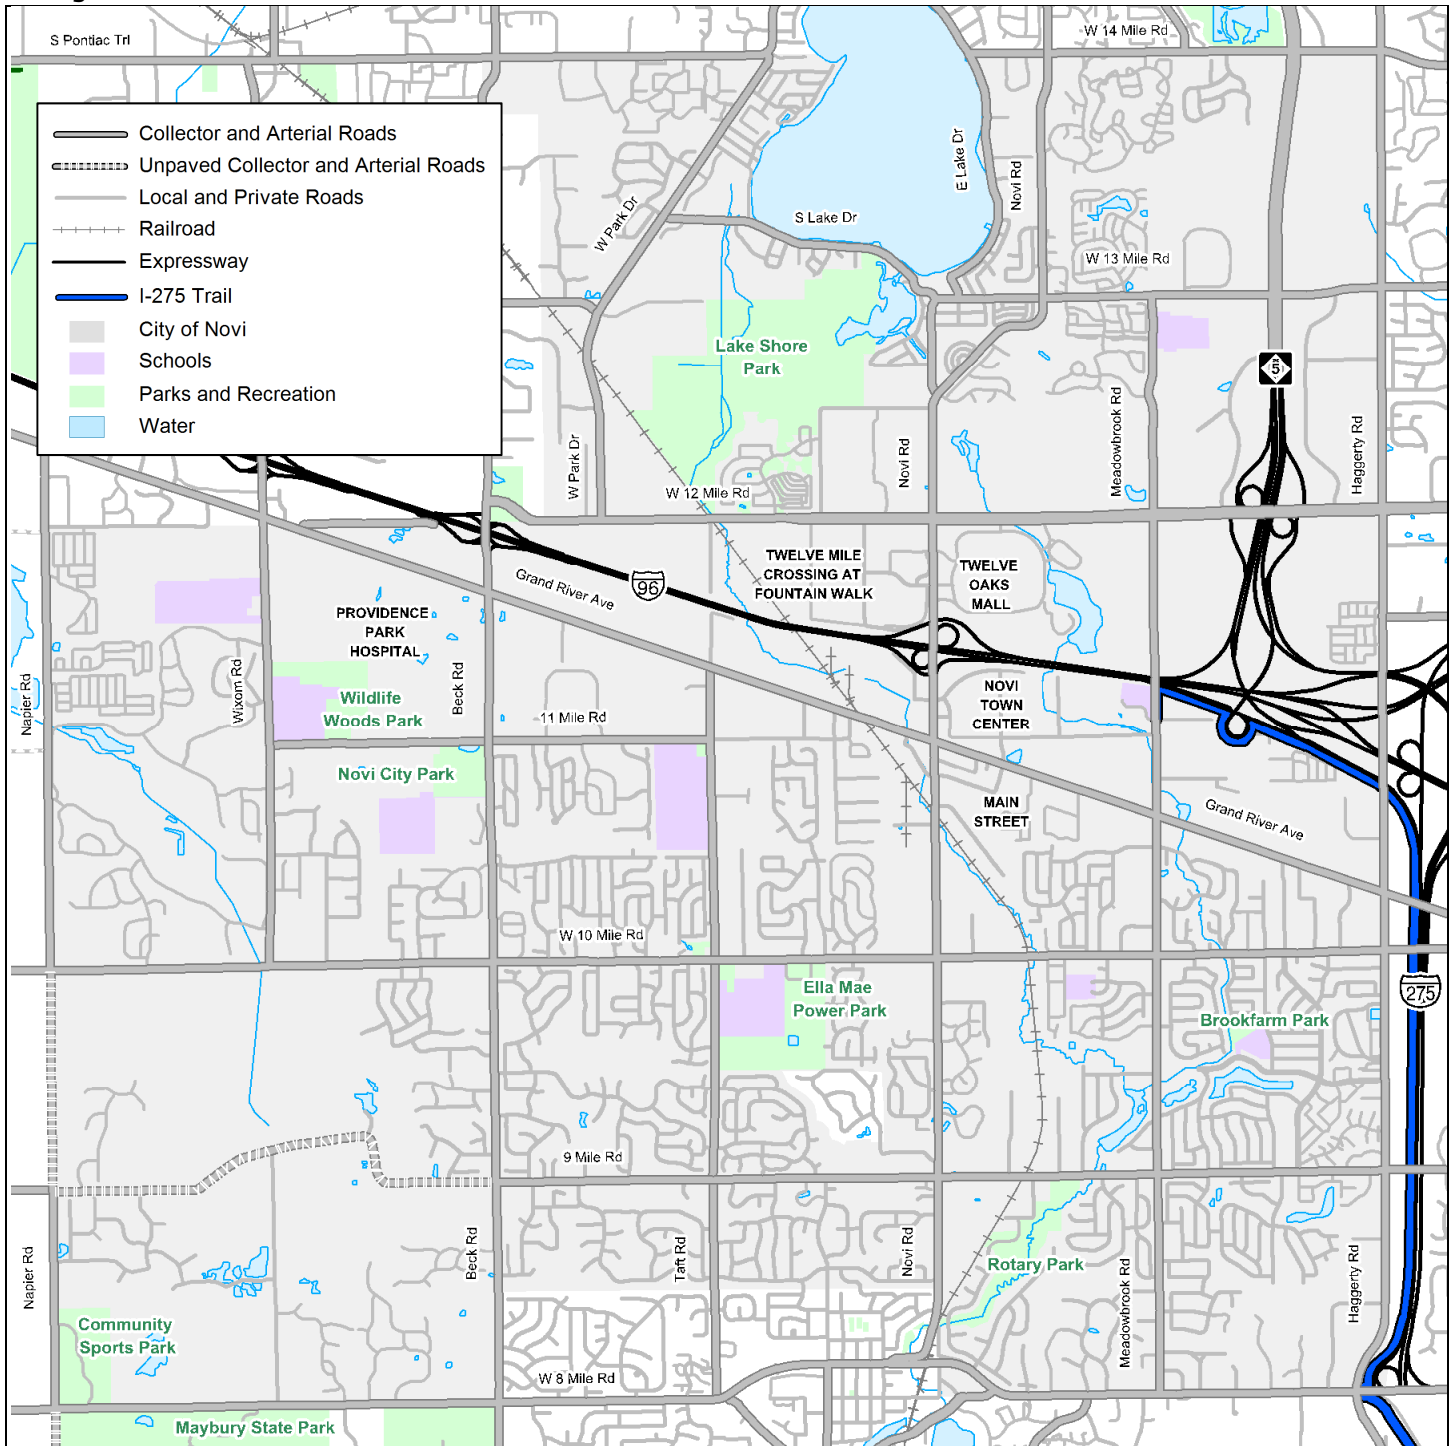 S Pontiac Trl
W 14 Mile Rd
Collector and Arterial Roads
Unpaved Collector and Arterial Roads
Local and Private Roads
Railroad
Expressway
I-275 Trail
City of Novi
Schools
Parks and Recreation
Water
E Lake Dr
Novi Rd
W Park Dr
S Lake Dr
W 13 Mile Rd
Lake Shore
Park
5
Meadowbrook Rd
Haggerty Rd
W Park Dr
Novi Rd
W 12 Mile Rd
TWELVE MILE
CROSSING AT
FOUNTAIN WALK
TWELVE
OAKS
MALL
96
Grand River Ave
PROVIDENCE
PARK
HOSPITAL
Napier Rd
Wixom Rd
Beck Rd
Wildlife
Woods Park
11 Mile Rd
NOVI
TOWN
CENTER
Novi City Park
MAIN
STREET
Grand River Ave
W 10 Mile Rd
Ella Mae
Power Park
275
Brookfarm Park
9 Mile Rd
Napier Rd
Beck Rd
Taft Rd
Novi Rd
Rotary Park
Meadowbrook Rd
Haggerty Rd
Community
Sports Park
W 8 Mile Rd
Maybury State Park